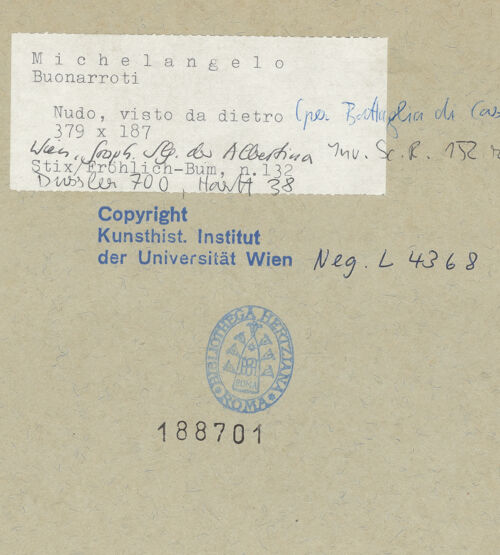 Michelangelo
Buonarroti
Nudo, visto da dietro (per Battaglia di Cas
379 x 187
Wien, Graph. Slg. der Albertina Inv. Sc. R. 152 r
Stix/Fröhlich-Bum, n.132
Dussler 700, Hartt 38
Copyright
Kunsthist. Institut
der Universität Wien Neg. L 4368
BIBLIOTHECA HERTZIANA
ROMA
ROMA
188701